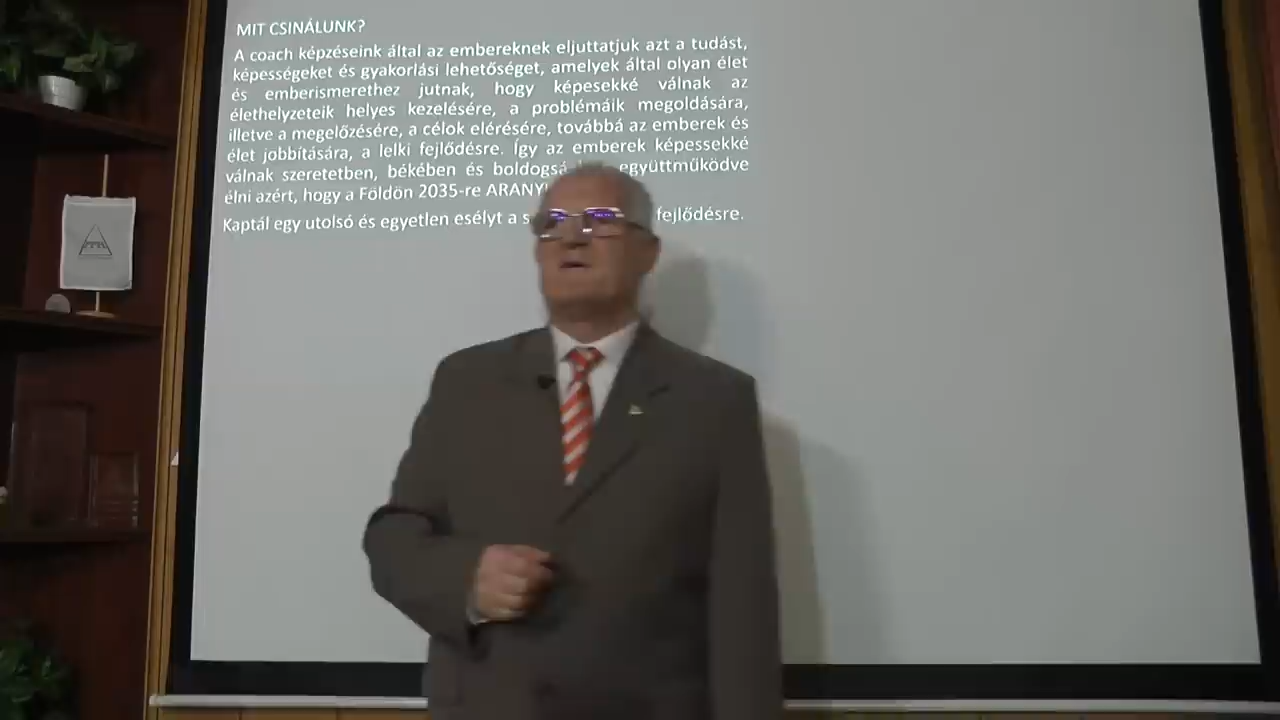 MIT CSINÁLUNK?
A coach képzéseink által az embereknek eljuttatjuk azt a tudást,
képességeket és gyakorlási lehetőséget, amelyek által olyan élet
és emberismerethez jutnak, hogy képesekké válnak az
élethelyzeteik helyes kezelésére, a problémáik megoldására,
illetve a megelőzésére, a célok elérésére, továbbá az emberek és
élet jobbítására, a lelki fejlődésre. Így az emberek képessekké
válnak szeretetben, békében és együttműködve
élni azért, hogy a Földön 2035-re
Kaptál egy utolsó és egyetlen esélyt a fejlődésre.